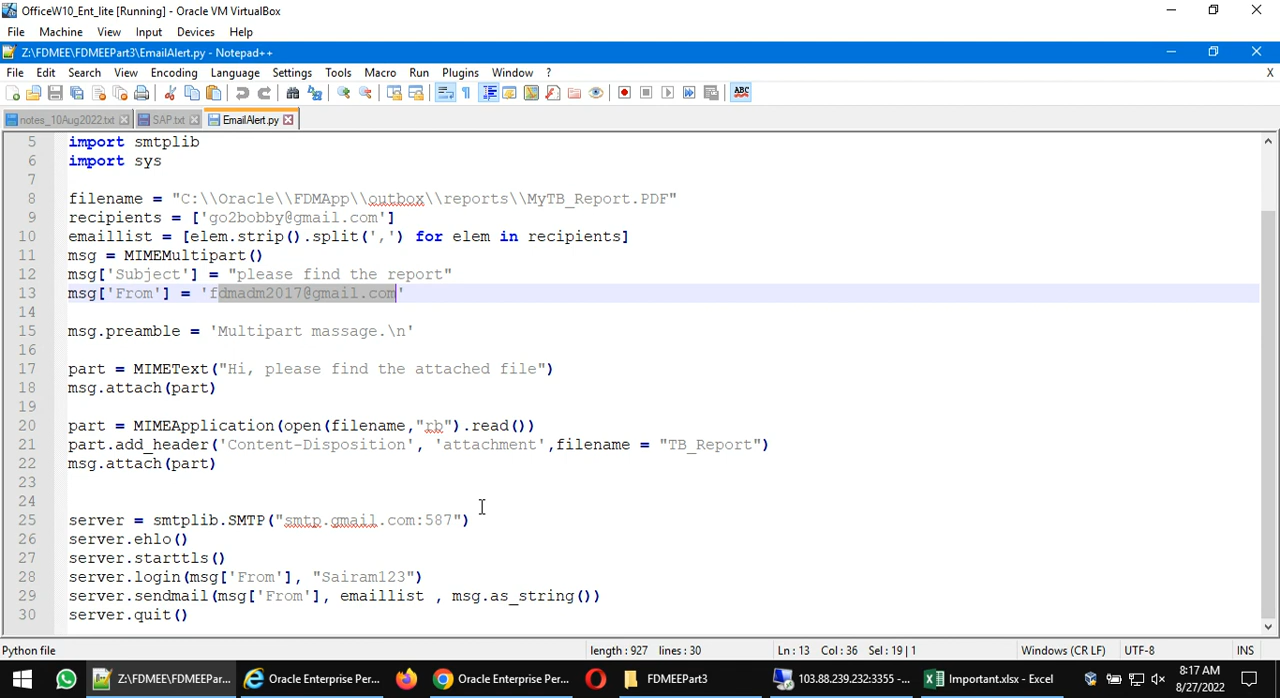 OfficeW10_Ent_lite [Running] - Oracle VM VirtualBox
File Machine View Input Devices Help
Z:\FDMEE\FDMEEPart3\EmailAlert.py - Notepad++
File Edit Search View Encoding Language Settings Tools Macro Run Plugins Window ? X
ABC
notes_10Aug2022.txt SAP.txt EmailAlert.py
5 import smtplib
6 import sys
7
8 filename = "C:\\Oracle\\FDMApp\\outbox\\reports\\MyTB_Report.PDF"
9 recipients = ['go2bobby@gmail.com']
10 emaillist = [elem.strip().split(',') for elem in recipients]
11 msg = MIMEMultipart()
12 msg['Subject'] = "please find the report"
13 msg['From'] = 'fdmadm2017@gmail.com'
14
15 msg.preamble = 'Multipart massage.\n'
16
17 part = MIMEText("Hi, please find the attached file")
18 msg.attach(part)
19
20 part = MIMEApplication(open(filename,"rb").read())
21 part.add_header('Content-Disposition', 'attachment',filename = "TB_Report")
22 msg.attach(part)
23
24
25 server = smtplib.SMTP("smtp.gmail.com:587")
26 server.ehlo()
27 server.starttls()
28 server.login(msg['From'], "Sairam123")
29 server.sendmail(msg['From'], emaillist , msg.as_string())
30 server.quit()
Python file length : 927 lines : 30 Ln : 13 Col : 36 Sel : 19 | 1 Windows (CR LF) UTF-8 INS
Z:\FDMEE\FDMEEPar... Oracle Enterprise Per... Oracle Enterprise Per... FDMEEPart3 103.88.239.232:3355 -... Important.xlsx - Excel
8:17 AM
8/27/2022